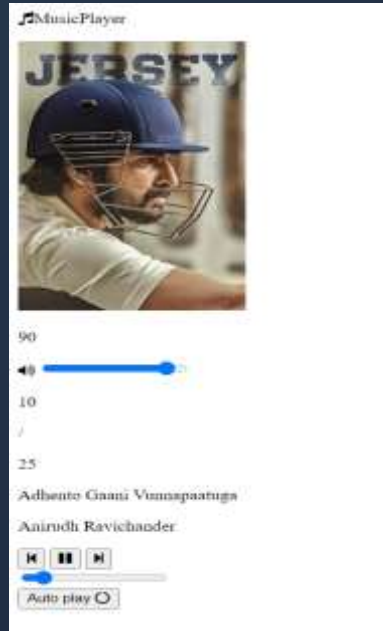 MusicPlayer
JERSEY
90
10
/
25
Adhento Gaani Vunnapaatuga
Anirudh Ravichander
Auto play